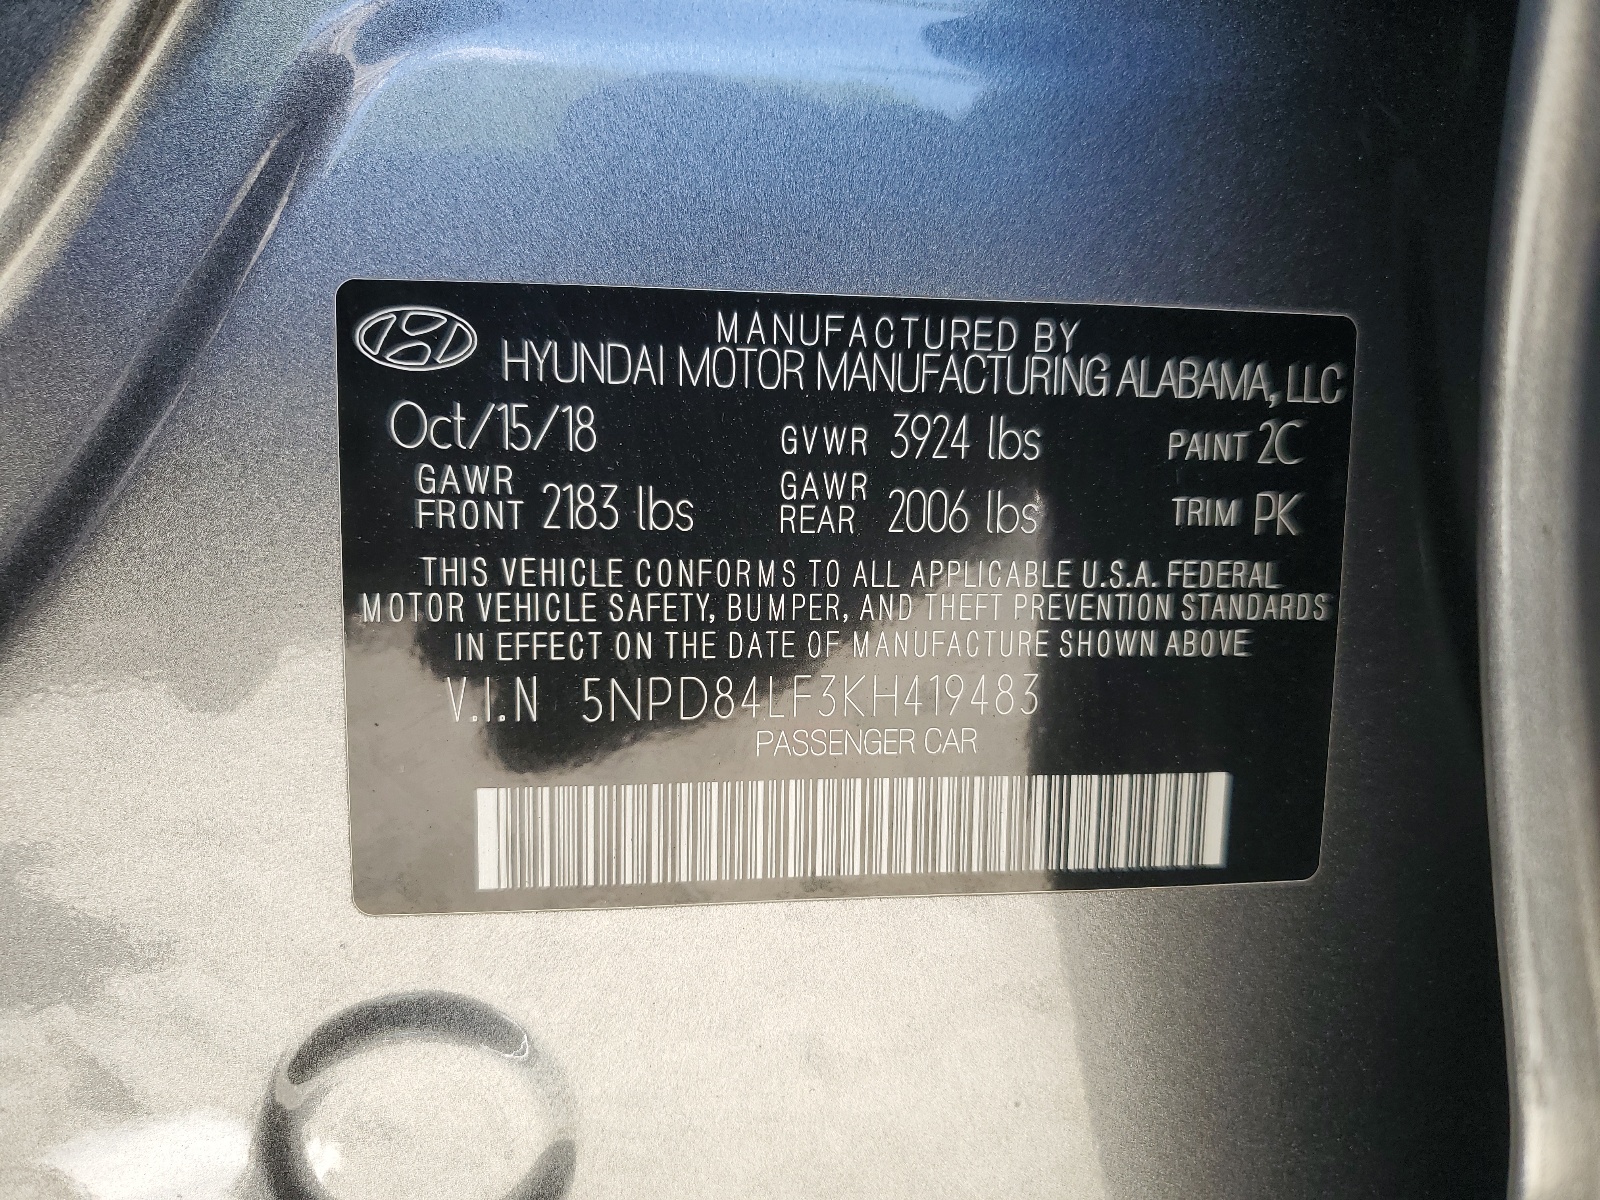 MANUFACTURED BY
HYUNDAI MOTOR MANUFACTURING ALABAMA, LLC
Oct/15/18 GVWR 3924 lbs PAINT 2C
GAWR FRONT 2183 lbs GAWR REAR 2006 lbs TRIM PK
THIS VEHICLE CONFORMS TO ALL APPLICABLE U.S.A. FEDERAL
MOTOR VEHICLE SAFETY, BUMPER, AND THEFT PREVENTION STANDARDS
IN EFFECT ON THE DATE OF MANUFACTURE SHOWN ABOVE
V.I.N 5NPD84LF3KH419483
PASSENGER CAR